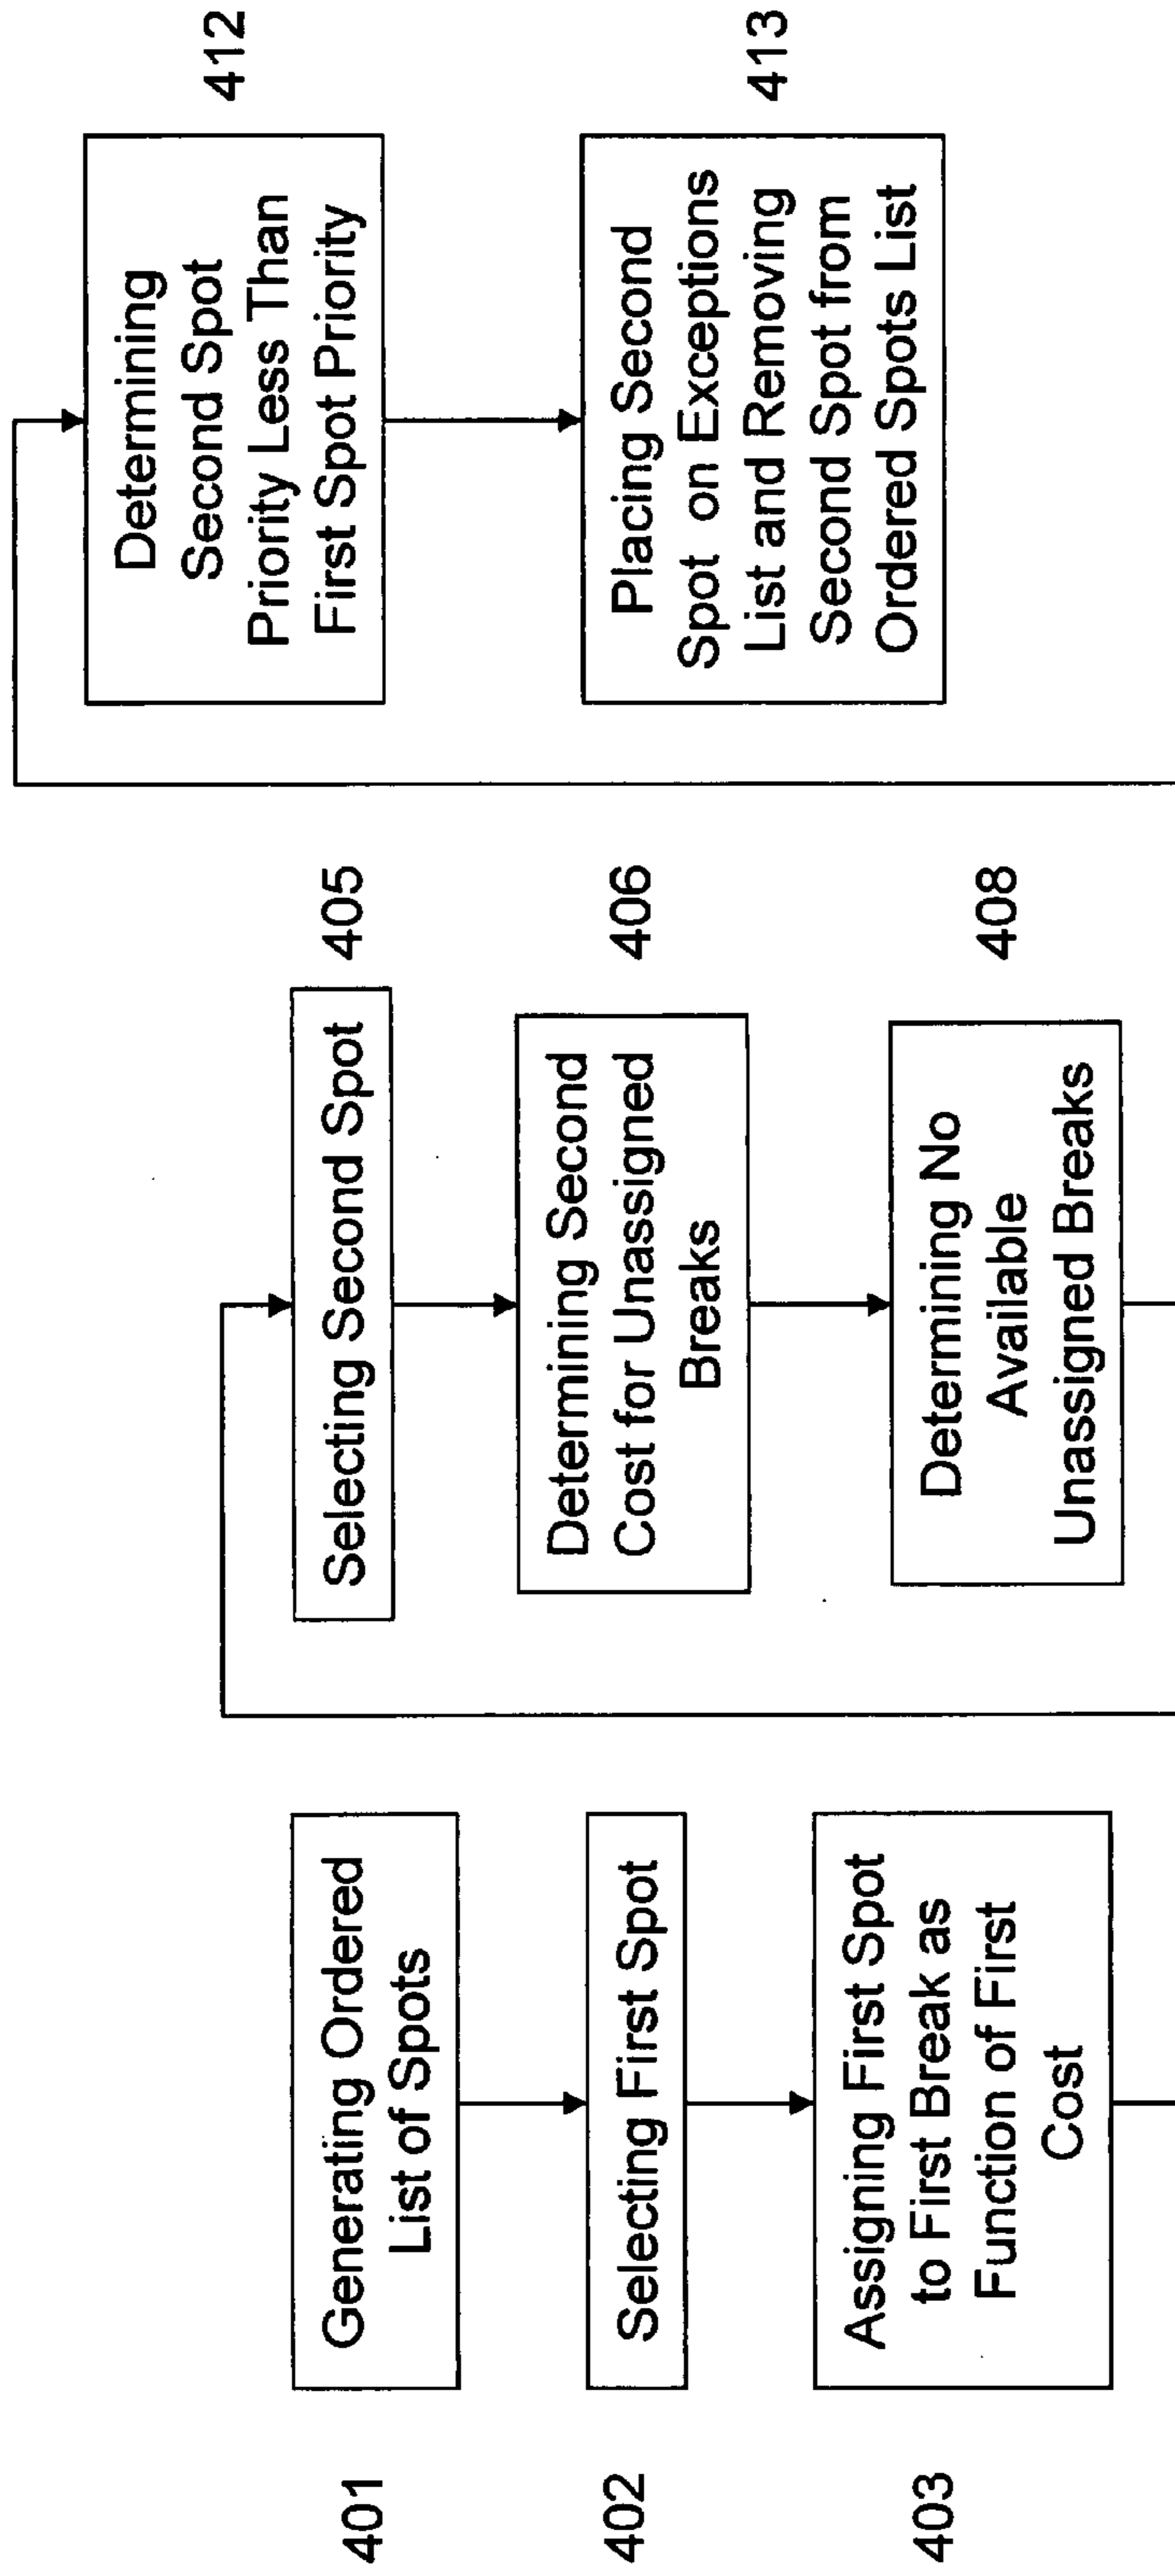 401
Generating Ordered
List of Spots
402
Selecting First Spot
403
Assigning First Spot
to First Break as
Function of First
Cost
Selecting Second Spot
405
Determining Second
Cost for Unassigned
Breaks
406
Determining No
Available
Unassigned Breaks
408
Determining
Second Spot
Priority Less Than
First Spot Priority
412
Placing Second
Spot on Exceptions
List and Removing
Second Spot from
Ordered Spots List
413